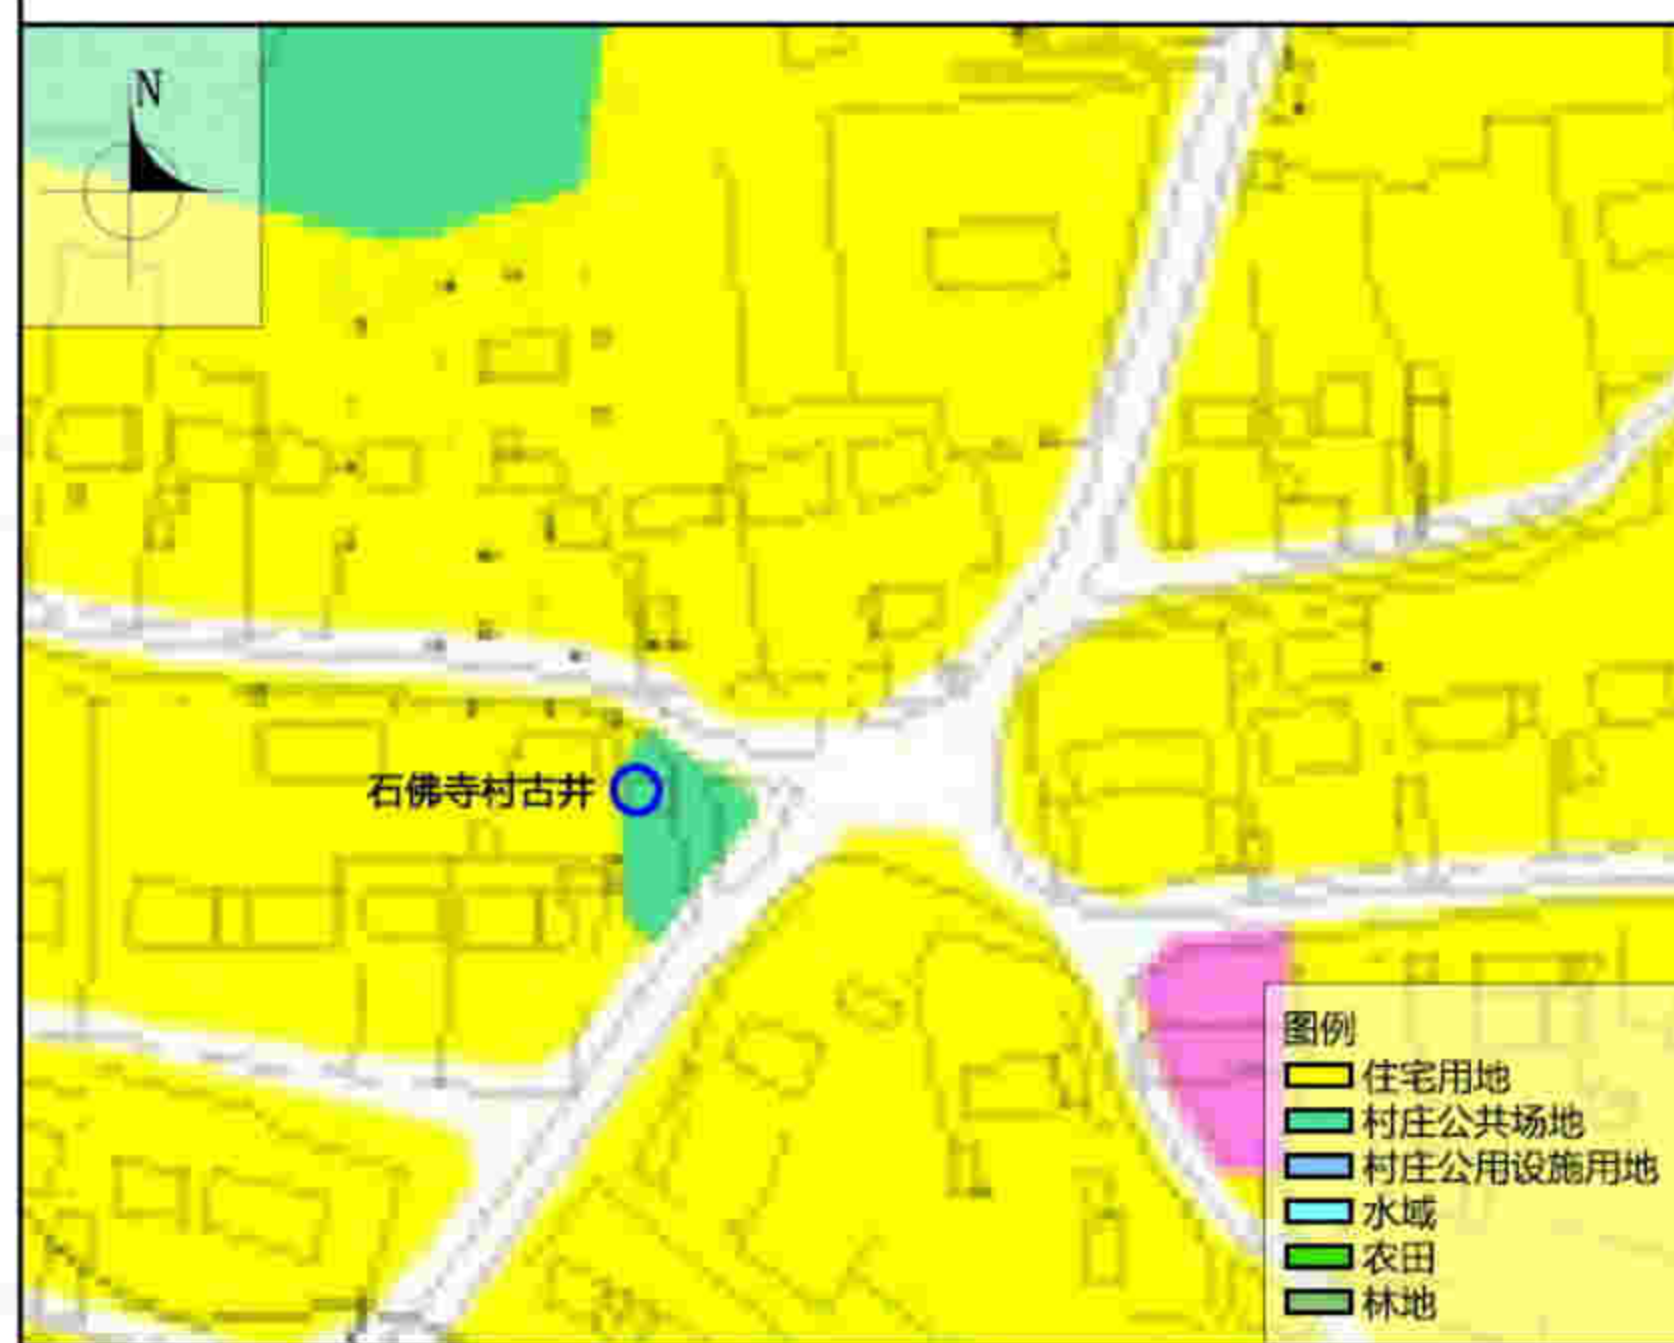 N
石佛寺村古井
图例
住宅用地
村庄公共场地
村庄公用设施用地
水域
农田
林地